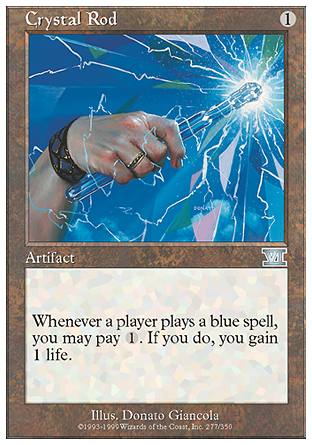 Crystal Rod 1
DONATO
Artifact
Whenever a player plays a blue spell,
you may pay 1. If you do, you gain
1 life.
Illus. Donato Giancola
©1993-1999 Wizards of the Coast, Inc. 277/350